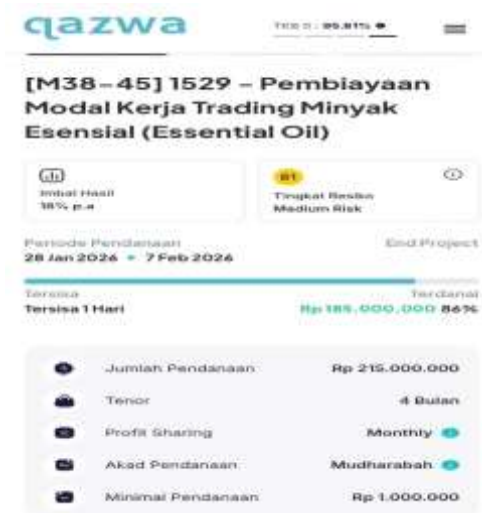 qazwa
TKB 0 : 95.81%
[M38-45] 1529 - Pembiayaan
Modal Kerja Trading Minyak
Esensial (Essential Oil)
Imbal Hasil
18% p.a
B1
Tingkat Resiko
Medium Risk
Periode Pendanaan
End Project
28 Jan 2026 • 7 Feb 2026
Tersisa
Terdanai
Tersisa 1 Hari
Rp 185.000.000 86%
Jumlah Pendanaan
Rp 215.000.000
Tenor
4 Bulan
Profit Sharing
Monthly
Akad Pendanaan
Mudharabah
Minimal Pendanaan
Rp 1.000.000